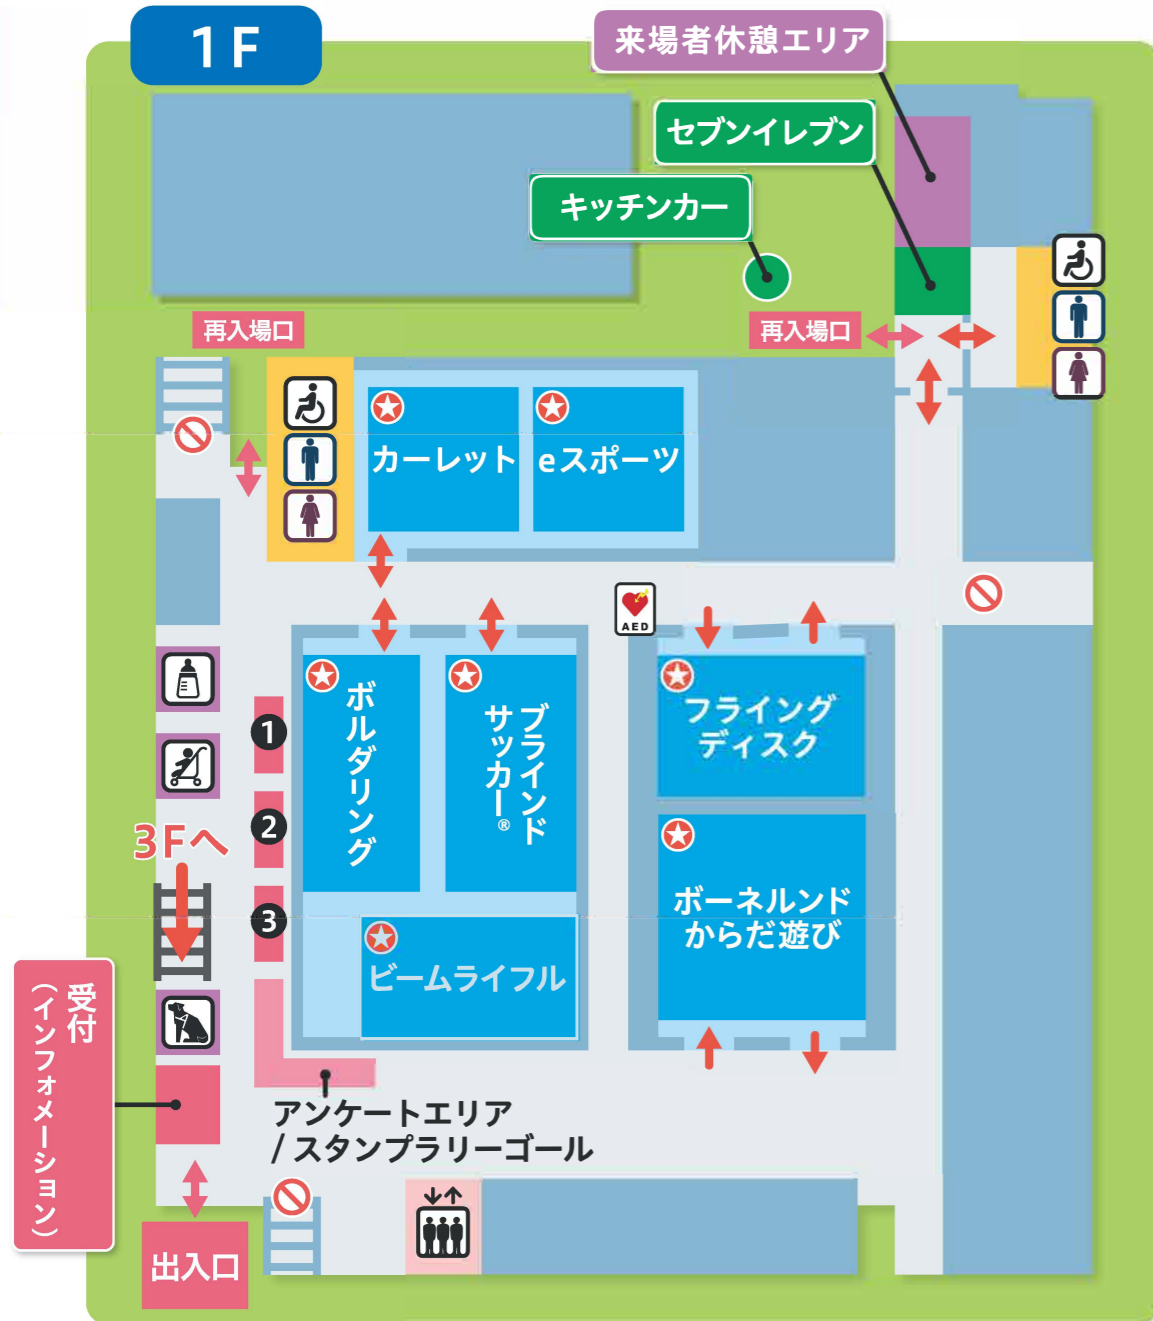 1F
来場者休憩エリア
セブンイレブン
キッチンカー
再入場口
再入場口
カーレット
eスポーツ
AED
ボルダリング
ブラインド
サッカー®
フライング
ディスク
1
2
3
3Fへ
ボーネルンド
からだ遊び
ビームライフル
受付
(インフォメーション)
アンケートエリア
/スタンプラリーゴール
出入口